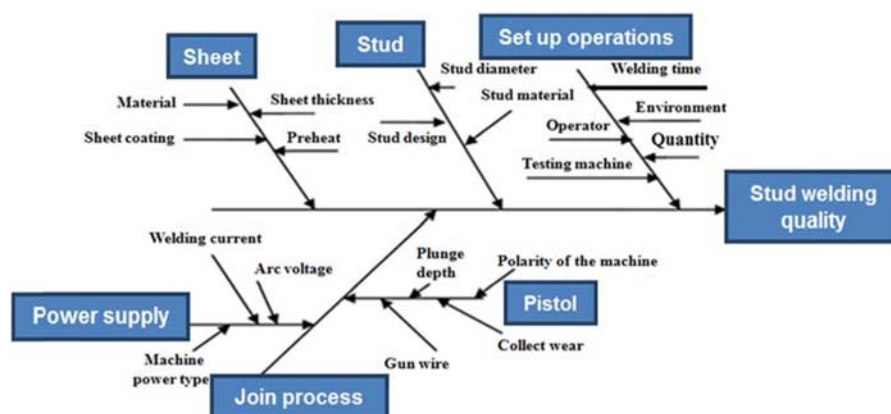 Sheet
Stud
Set up operations
Stud diameter
Welding time
Material
Sheet thickness
Stud material
Environment
Sheet coating
Preheat
Stud design
Operator
Quantity
Testing machine
Stud welding
quality
Welding current
Arc voltage
Plunge
depth
Polarity of the machine
Power supply
Pistol
Machine
power type
Gun wire
Collect wear
Join process